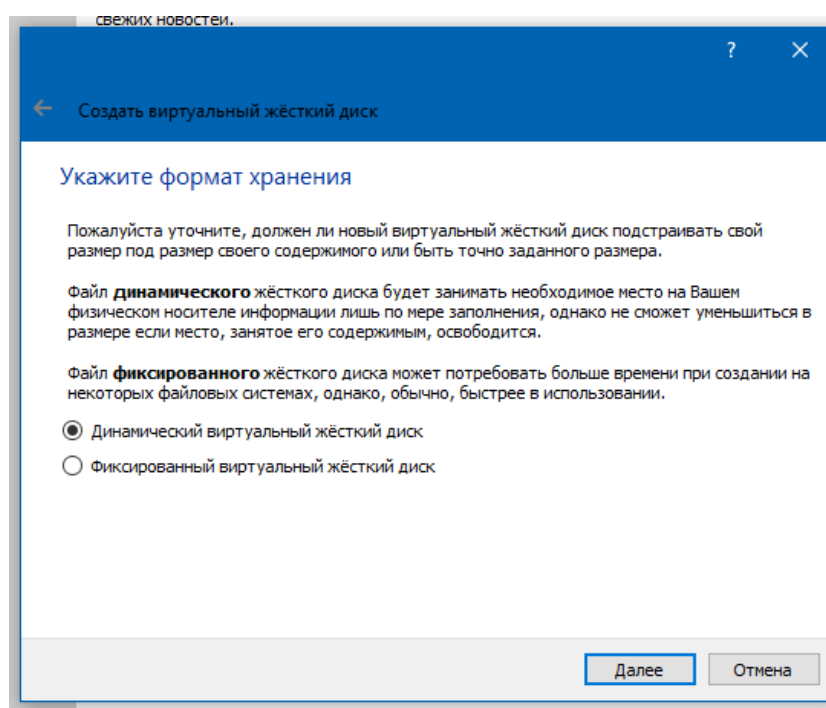 свежих новостей.
?
Создать виртуальный жёсткий диск
Укажите формат хранения
Пожалуйста уточните, должен ли новый виртуальный жёсткий диск подстраивать свой
размер под размер своего содержимого или быть точно заданного размера.
Файл динамического жёсткого диска будет занимать необходимое место на Вашем
физическом носителе информации лишь по мере заполнения, однако не сможет уменьшиться в
размере если место, занятое его содержимым, освободится.
Файл фиксированного жёсткого диска может потребовать больше времени при создании на
некоторых файловых системах, однако, обычно, быстрее в использовании.
Динамический виртуальный жёсткий диск
Фиксированный виртуальный жёсткий диск
Далее
Отмена